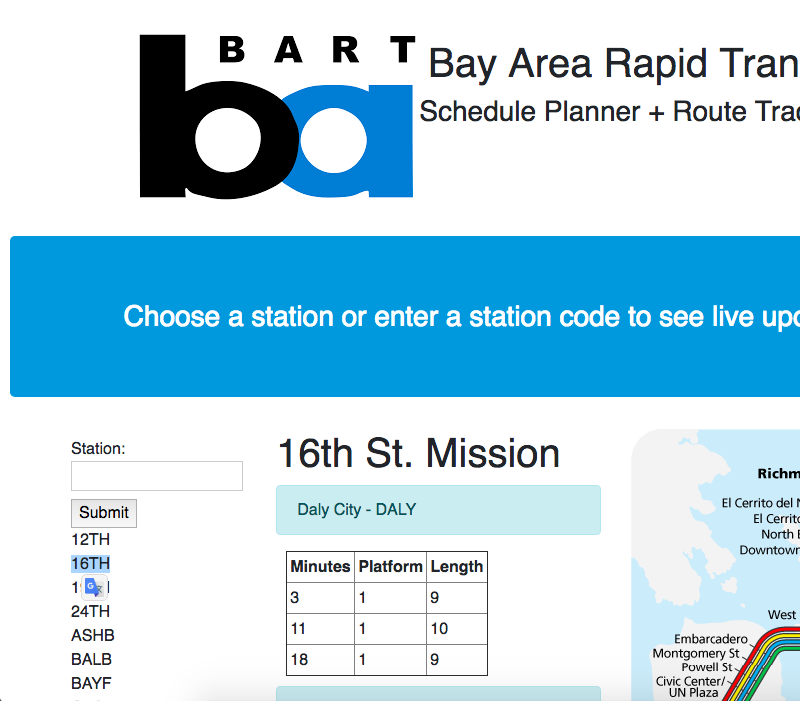 BART
ba
Bay Area Rapid Tran
Schedule Planner + Route Trac
Choose a station or enter a station code to see live upd
Station:
Submit
12TH
16TH
24TH
ASHB
BALB
BAYF
16th St. Mission
Daly City - DALY
Minutes Platform Length
3 1 9
11 1 10
18 1 9
Richm
El Cerrito del N
El Cerrito
North B
Downtown
West
Embarcadero
Montgomery St
Powell St
Civic Center/
UN Plaza